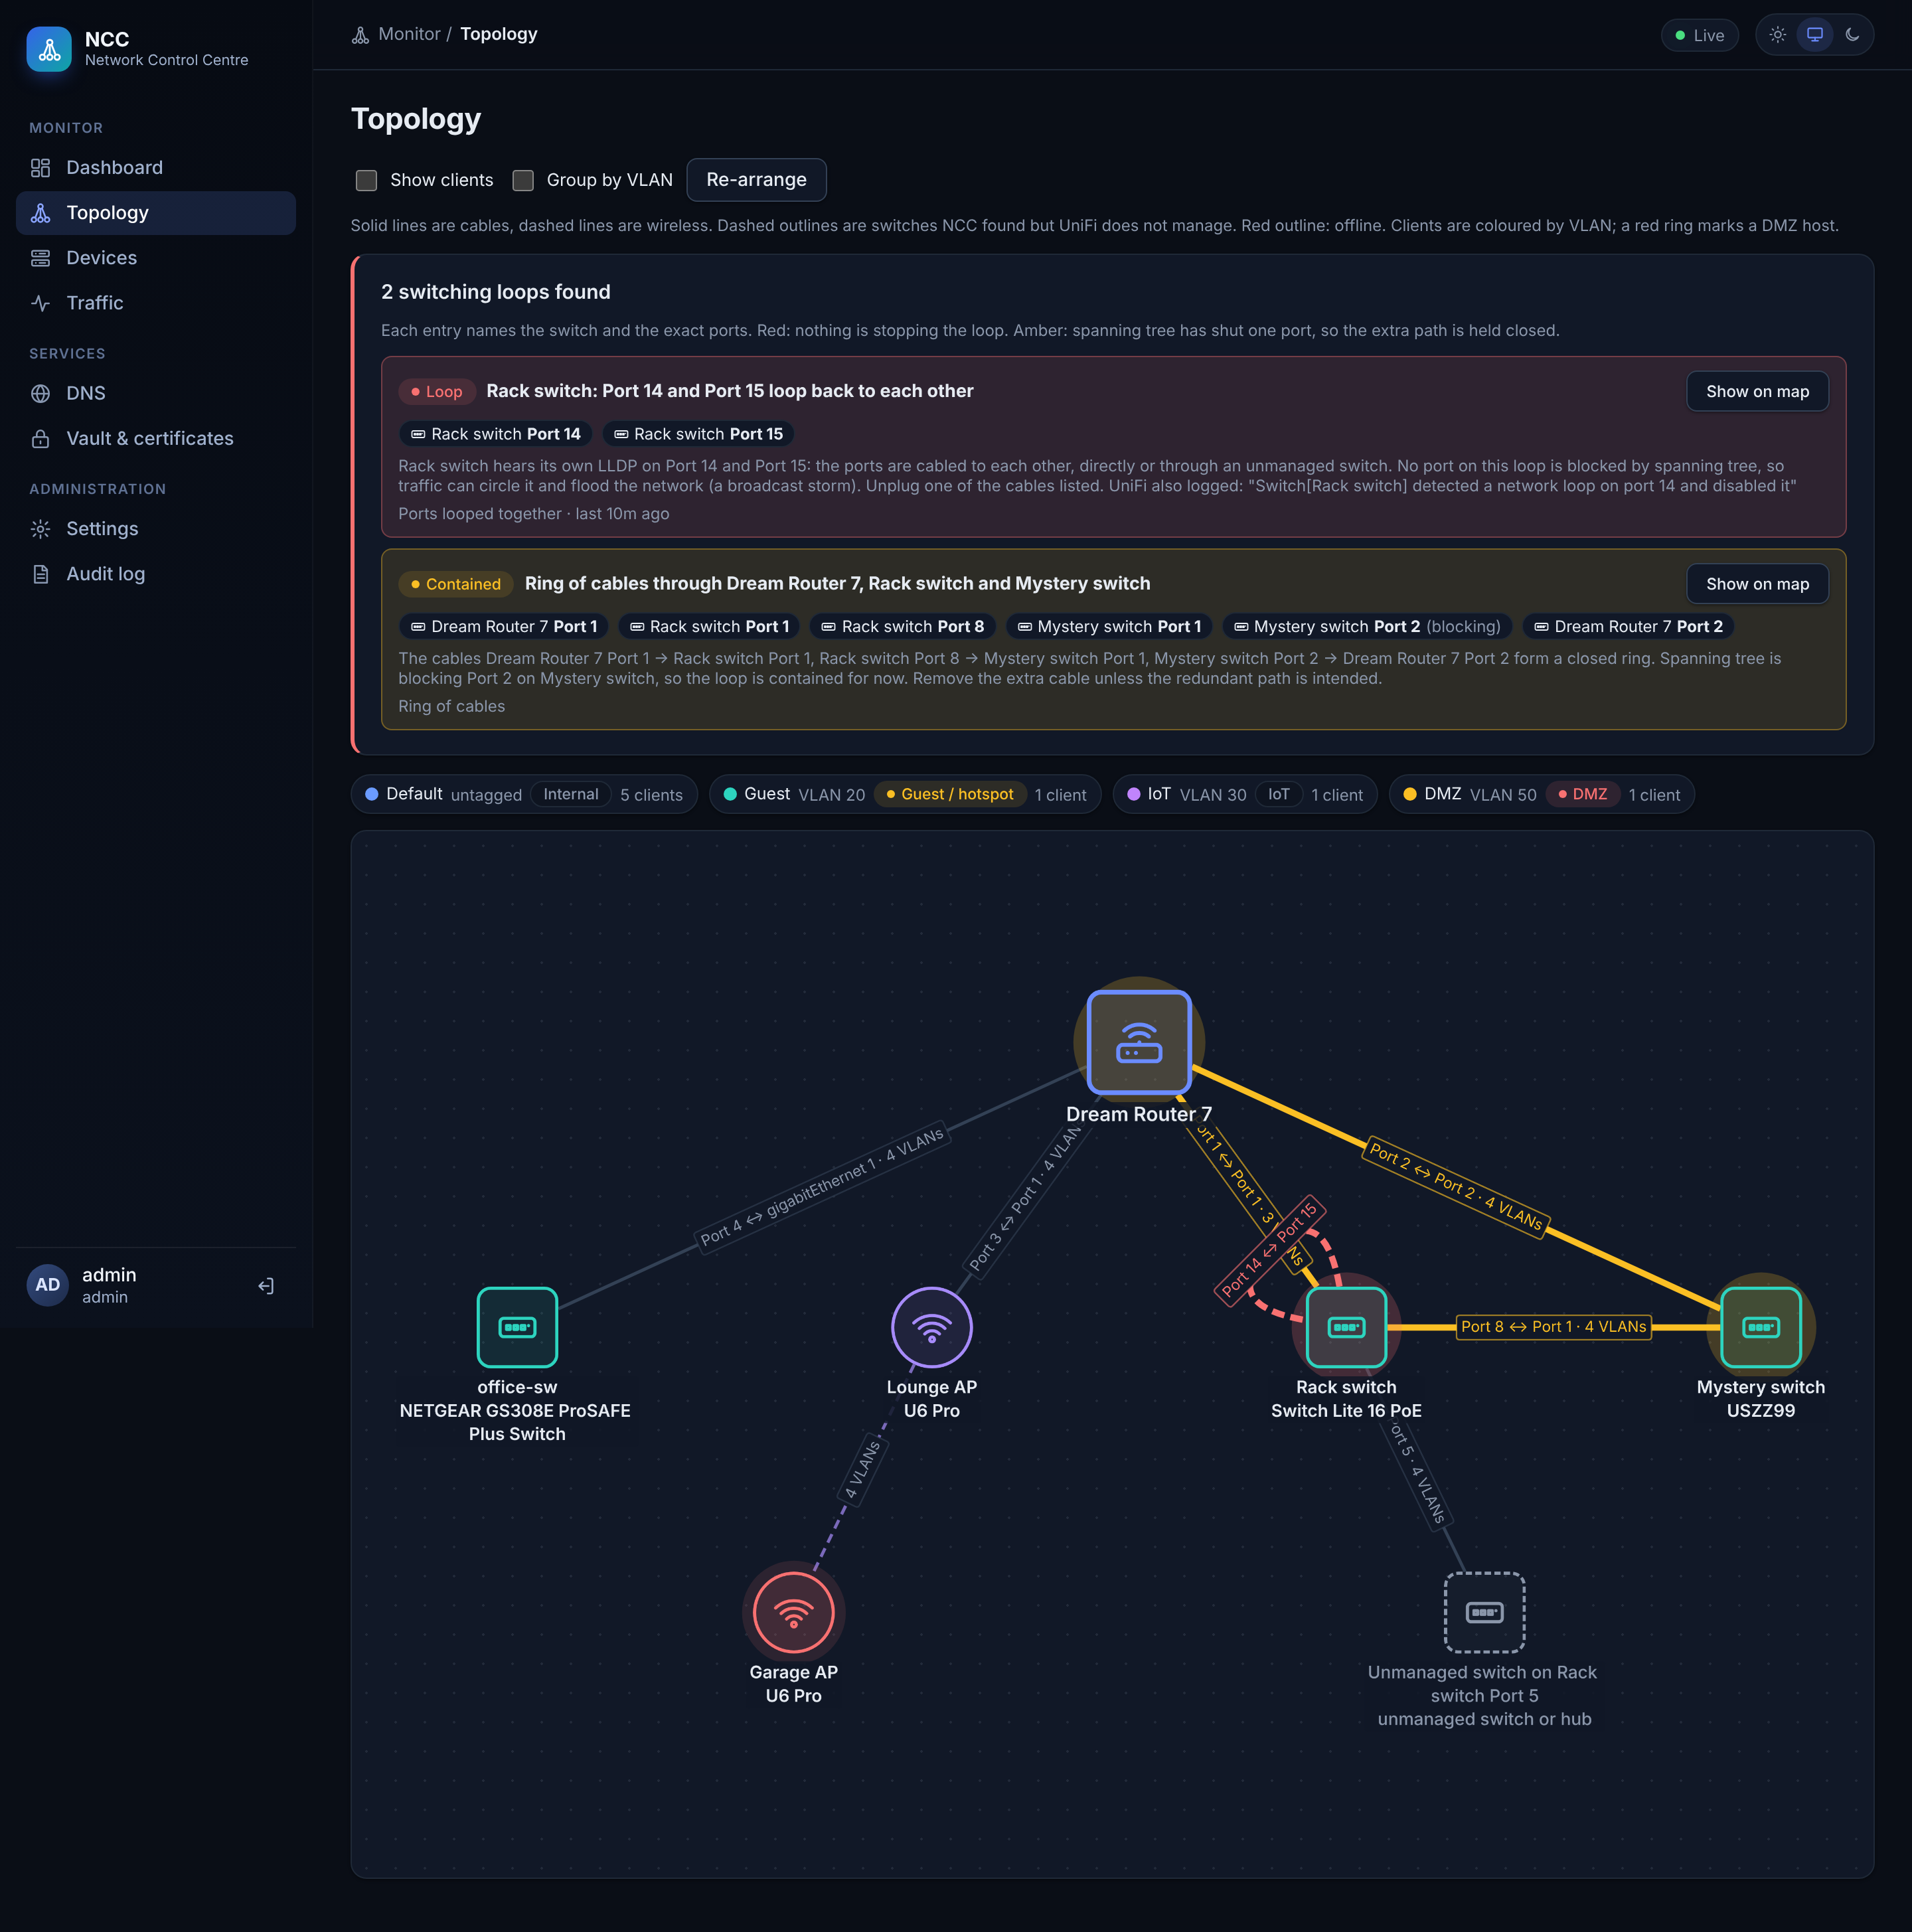 NCC
Network Control Centre
MONITOR
Dashboard
Topology
Devices
Traffic
SERVICES
DNS
Vault & certificates
ADMINISTRATION
Settings
Audit log
AD
admin
admin
Monitor / Topology
Live
Topology
Show clients
Group by VLAN
Re-arrange
Solid lines are cables, dashed lines are wireless. Dashed outlines are switches NCC found but UniFi does not manage. Red outline: offline. Clients are coloured by VLAN; a red ring marks a DMZ host.
2 switching loops found
Each entry names the switch and the exact ports. Red: nothing is stopping the loop. Amber: spanning tree has shut one port, so the extra path is held closed.
Loop Rack switch: Port 14 and Port 15 loop back to each other
Show on map
Rack switch Port 14 Rack switch Port 15
Rack switch hears its own LLDP on Port 14 and Port 15: the ports are cabled to each other, directly or through an unmanaged switch. No port on this loop is blocked by spanning tree, so
traffic can circle it and flood the network (a broadcast storm). Unplug one of the cables listed. UniFi also logged: "Switch[Rack switch] detected a network loop on port 14 and disabled it"
Ports looped together · last 10m ago
Contained Ring of cables through Dream Router 7, Rack switch and Mystery switch
Show on map
Dream Router 7 Port 1 Rack switch Port 1 Rack switch Port 8 Mystery switch Port 1 Mystery switch Port 2 (blocking) Dream Router 7 Port 2
The cables Dream Router 7 Port 1 → Rack switch Port 1, Rack switch Port 8 → Mystery switch Port 1, Mystery switch Port 2 → Dream Router 7 Port 2 form a closed ring. Spanning tree is
blocking Port 2 on Mystery switch, so the loop is contained for now. Remove the extra cable unless the redundant path is intended.
Ring of cables
Default untagged Internal 5 clients
Guest VLAN 20 Guest / hotspot 1 client
IoT VLAN 30 IoT 1 client
DMZ VLAN 50 DMZ 1 client
Dream Router 7
Port 4 ↔ gigabitEthernet 1 · 4 VLANs
Port 3 ↔ Port 1 · 4 VLAN
1 ↔ Port 1 · 3
Port 2 ↔ Port 2 · 4 VLANs
Port 14 ↔ Port 15
Port 8 ↔ Port 1 · 4 VLANs
office-sw
NETGEAR GS308E ProSAFE
Plus Switch
Lounge AP
U6 Pro
Rack switch
Switch Lite 16 PoE
Mystery switch
USZZ99
4 VLANs
5 · 4 VLANs
Garage AP
U6 Pro
Unmanaged switch on Rack
switch Port 5
unmanaged switch or hub